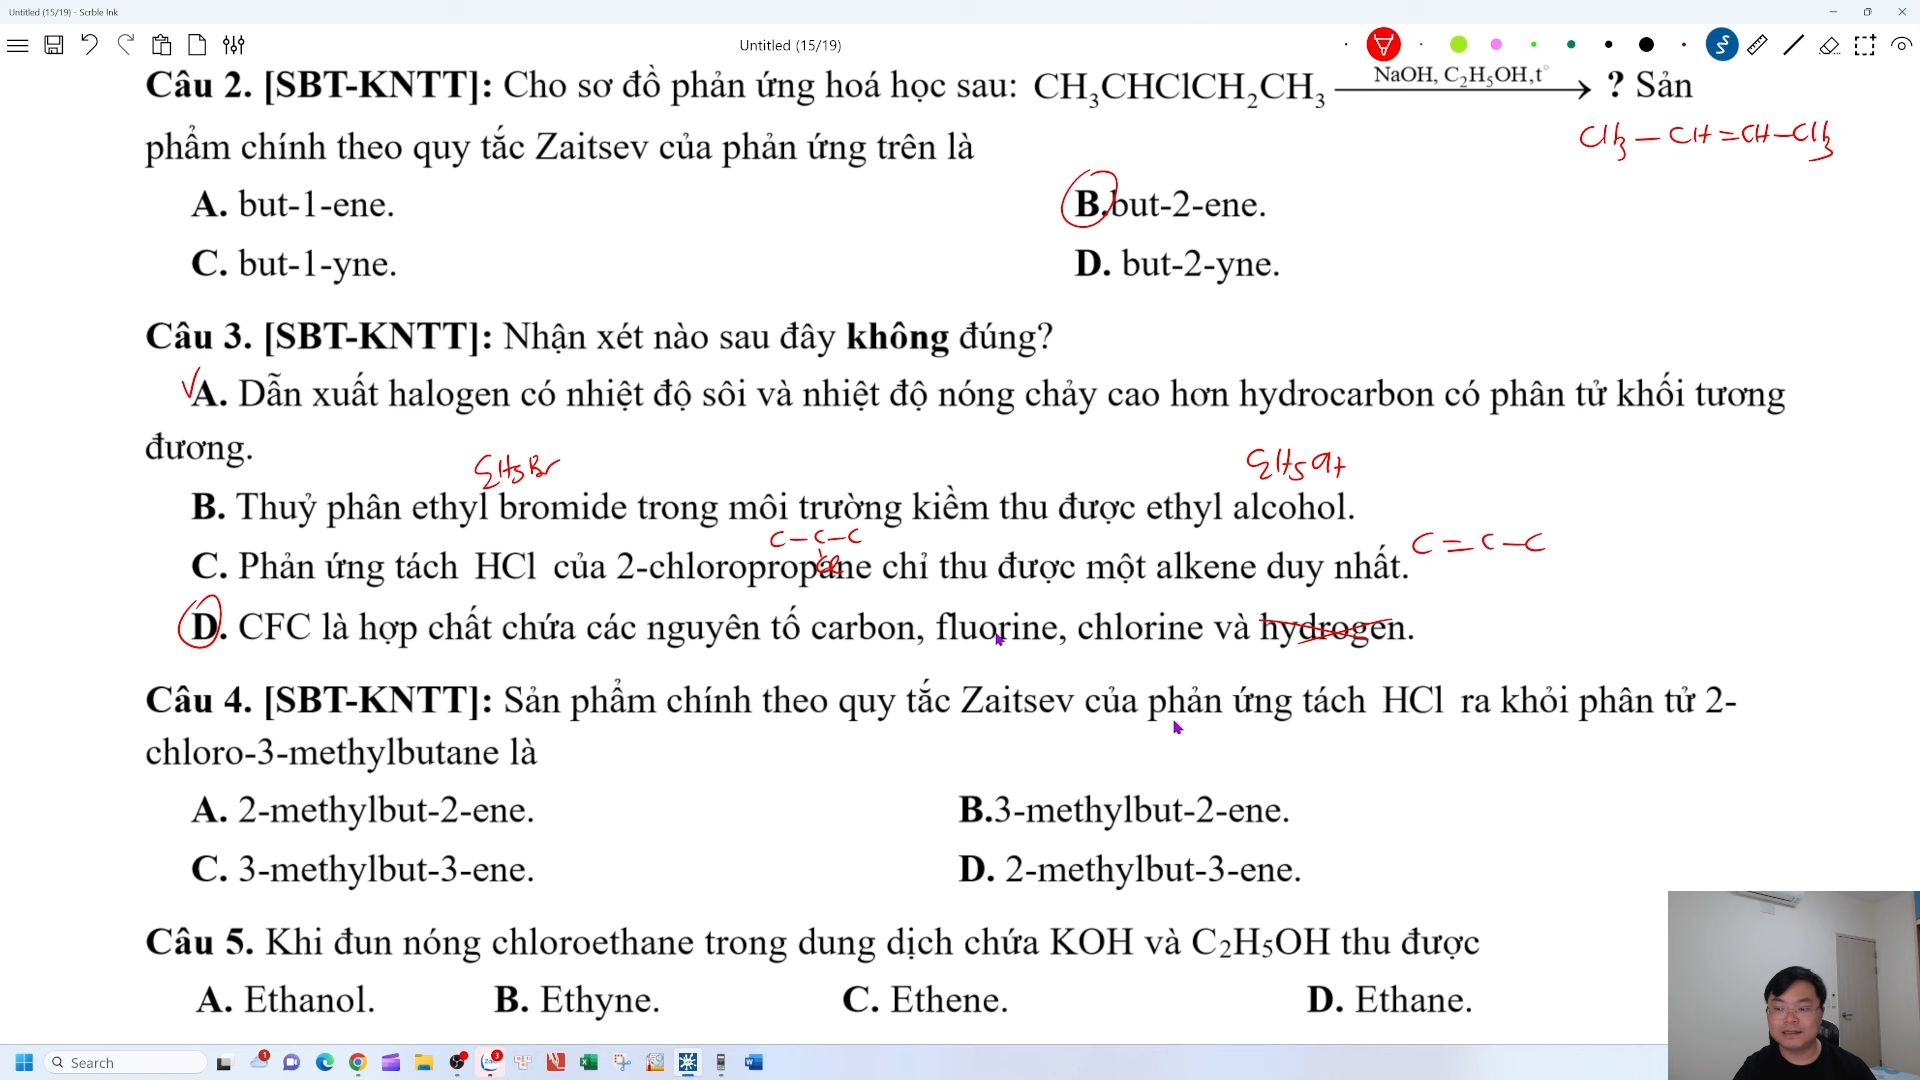 Untitled (15/19) - Scrble Ink
Untitled (15/19)
Câu 2. [SBT-KNTT]: Cho sơ đồ phản ứng hoá học sau: CH₃CHClCH₂CH₃ NaOH, C₂H₅OH,t° → ? Sản
CH₃ – CH = CH – CH₃
phẩm chính theo quy tắc Zaitsev của phản ứng trên là
A. but-1-ene. B. but-2-ene.
C. but-1-yne. D. but-2-yne.
Câu 3. [SBT-KNTT]: Nhận xét nào sau đây không đúng?
A. Dẫn xuất halogen có nhiệt độ sôi và nhiệt độ nóng chảy cao hơn hydrocarbon có phân tử khối tương
đương.
C₂H₅Br C₂H₅OH
B. Thuỷ phân ethyl bromide trong môi trường kiềm thu được ethyl alcohol.
C – C – C C = C – C
Cl
C. Phản ứng tách HCl của 2-chloropropane chỉ thu được một alkene duy nhất.
D. CFC là hợp chất chứa các nguyên tố carbon, fluorine, chlorine và hydrogen.
Câu 4. [SBT-KNTT]: Sản phẩm chính theo quy tắc Zaitsev của phản ứng tách HCl ra khỏi phân tử 2-
chloro-3-methylbutane là
A. 2-methylbut-2-ene. B.3-methylbut-2-ene.
C. 3-methylbut-3-ene. D. 2-methylbut-3-ene.
Câu 5. Khi đun nóng chloroethane trong dung dịch chứa KOH và C₂H₅OH thu được
A. Ethanol. B. Ethyne. C. Ethene. D. Ethane.
Search